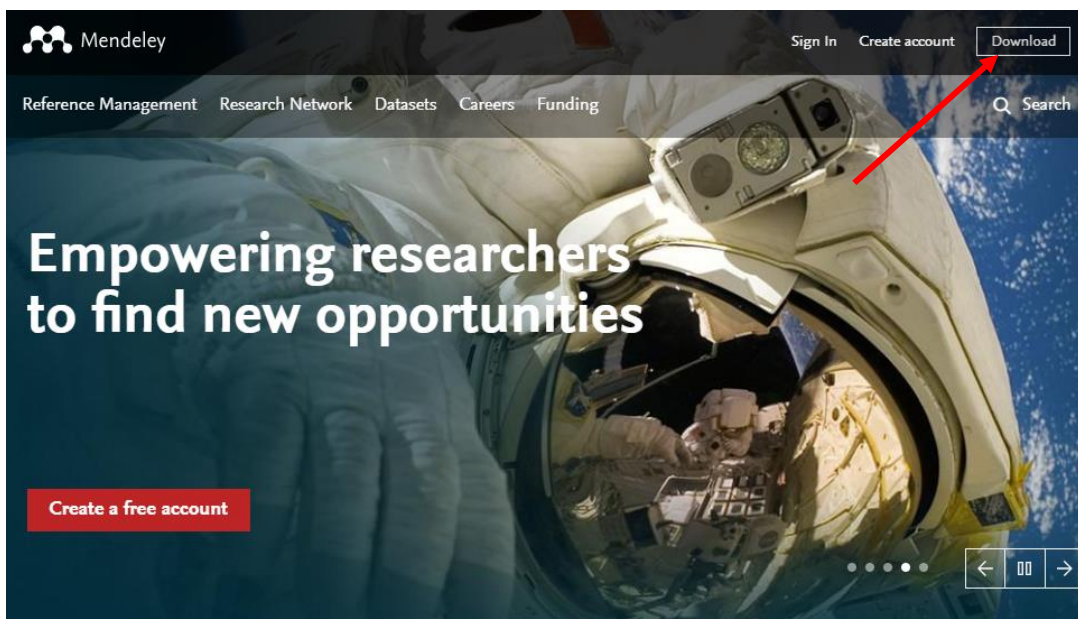 Mendeley
Sign In Create account Download
Reference Management Research Network Datasets Careers Funding
Search
Empowering researchers
to find new opportunities
Create a free account